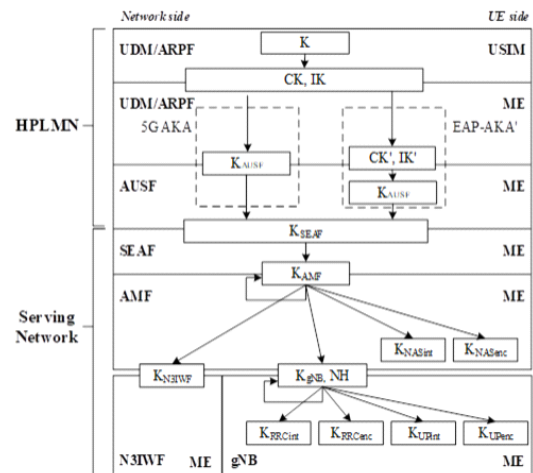 Network side UE side
K
UDM/ARPF USIM
CK, IK
UDM/ARPF ME
5G AKA EAP-AKA'
HPLMN
KAUSF CK', IK'
AUSF KAUSF ME
KSEAF
SEAF ME
KAMF
AMF ME
Serving
Network
KNASint KNASenc
KN3IWF KgNB, NH
KRRCint KRRCenc KUPint KUPenc
N3IWF ME gNB ME